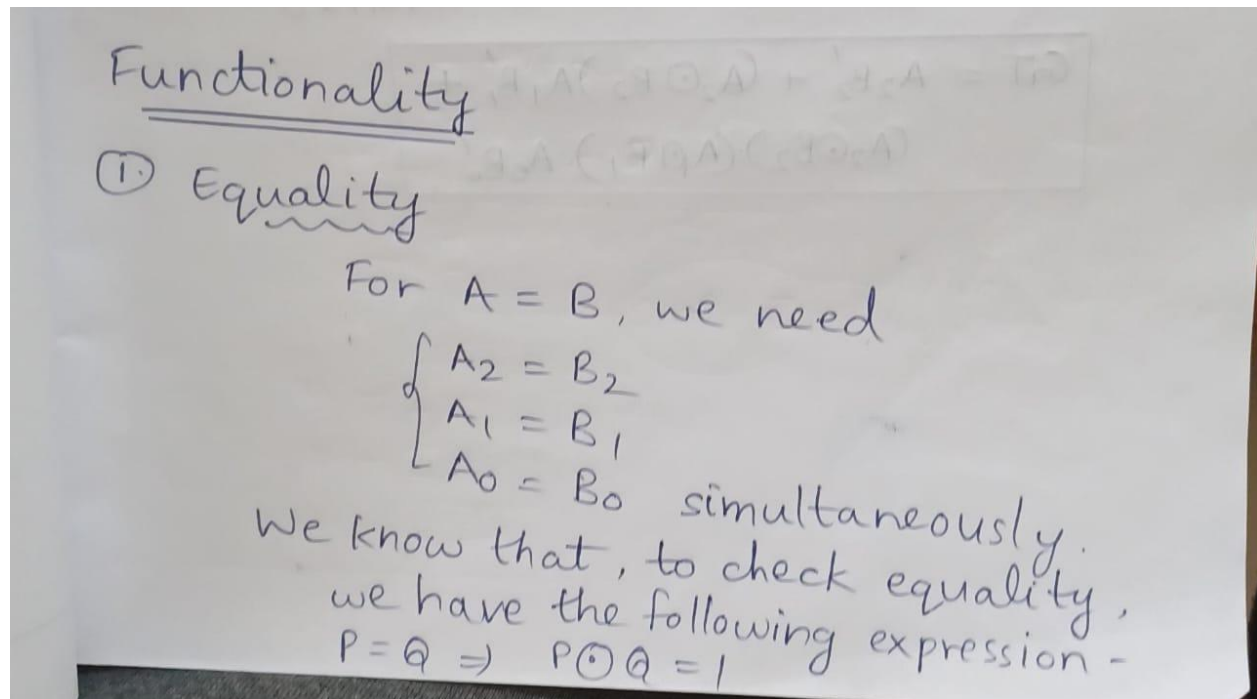 Functionality
① Equality
For A = B, we need
A2 = B2
A1 = B1
A0 = B0 simultaneously.
We know that, to check equality,
we have the following expression -
P = Q ⇒ P⊙Q = 1